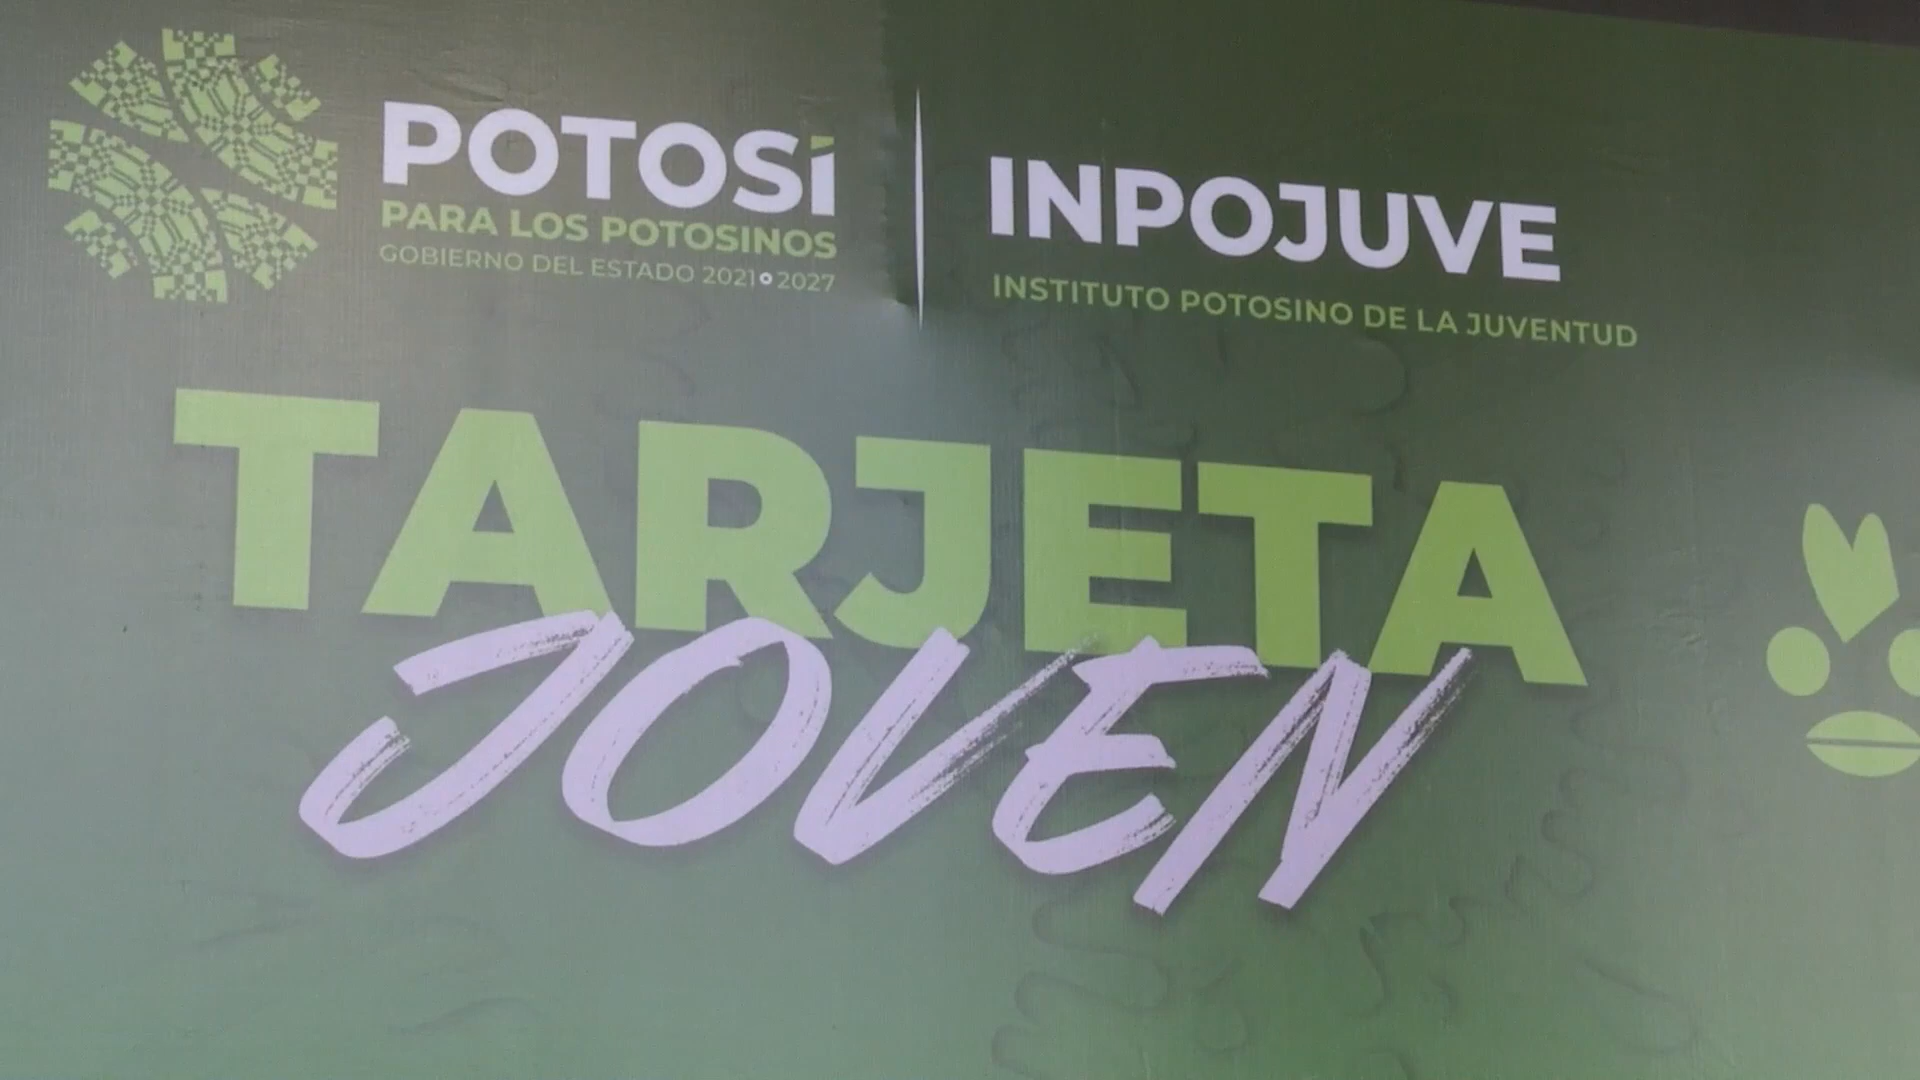 POTOSÍ
PARA LOS POTOSINOS
GOBIERNO DEL ESTADO 2021 2027
INPOJUVE
INSTITUTO POTOSINO DE LA JUVENTUD
TARJETA
JOVEN